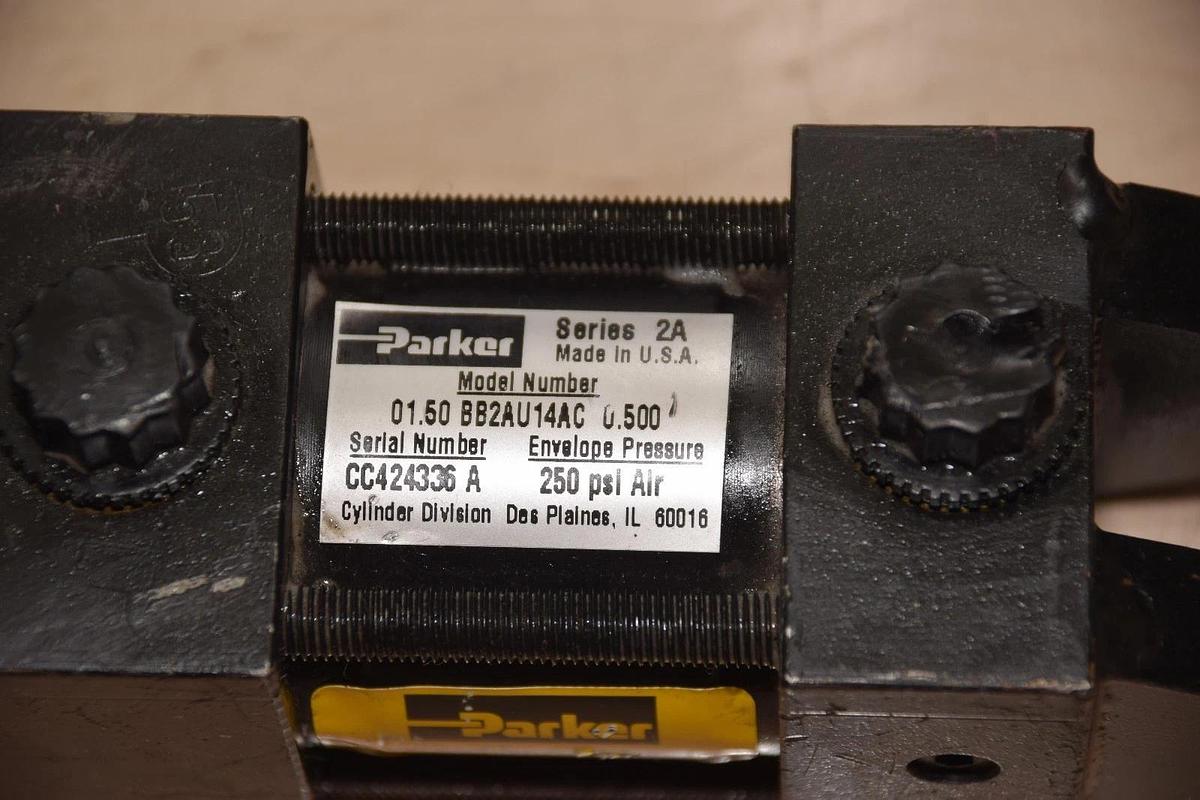 Parker
Series 2A
Made in U.S.A.
Model Number
01.50 BB2AU14AC 0.500
Serial Number Envelope Pressure
CC424336 A 250 psi Air
Cylinder Division Des Plaines, IL 60016
Parker